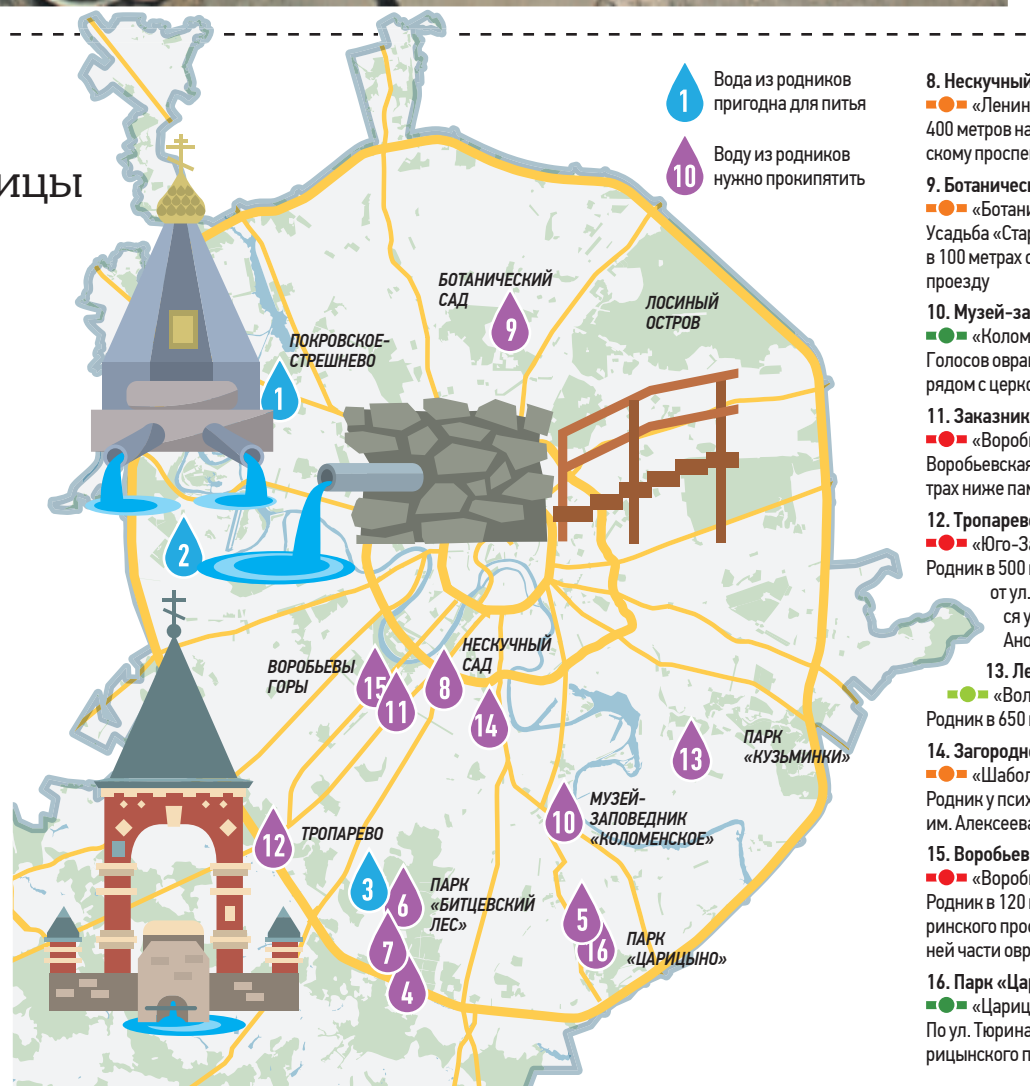 ицы
1
Вода из родников
пригодна для питья
10
Воду из родников
нужно прокипятить
БОТАНИЧЕСКИЙ
САД
9
ЛОСИНЫЙ
ОСТРОВ
ПОКРОВСКОЕ-
СТРЕШНЕВО
1
2
ВОРОБЬЕВЫ
ГОРЫ
15
11
НЕСКУЧНЫЙ
САД
8
14
13
ПАРК
«КУЗЬМИНКИ»
10
МУЗЕЙ-
ЗАПОВЕДНИК
«КОЛОМЕНСКОЕ»
12
ТРОПАРЕВО
3
6
7
4
ПАРК
«БИТЦЕВСКИЙ
ЛЕС»
5
16
ПАРК
«ЦАРИЦЫНО»
8. Нескучный
«Ленин
400 метров на
скому проспе
9. Ботаническ
«Ботани
Усадьба «Стар
в 100 метрах о
проезду
10. Музей-за
«Колом
Голосов овраг
рядом с церко
11. Заказник
«Вороб
Воробьевская
трах ниже пам
12. Тропарево
«Юго-За
Родник в 500 м
от ул.
ся у
Ано
13. Ле
«Вол
Родник в 650 м
14. Загородно
«Шабол
Родник у псих
им. Алексеева
15. Воробьев
«Вороб
Родник в 120 м
ринского прое
ней части овр
16. Парк «Цар
«Цариц
По ул. Тюрина
рицынского п